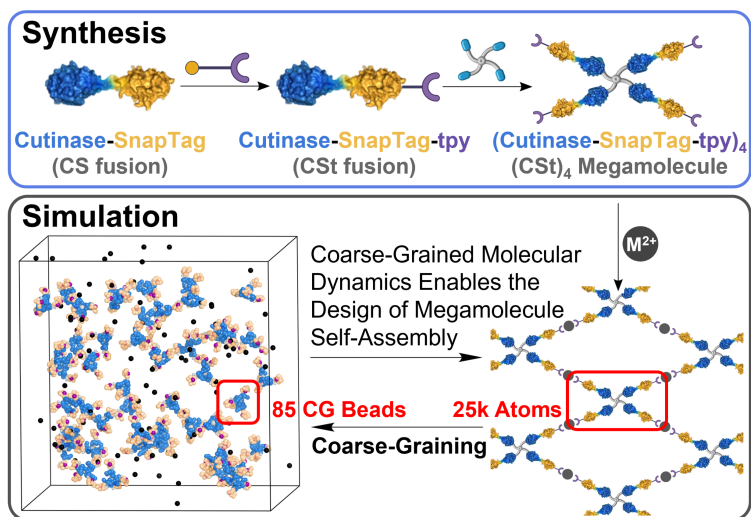 Synthesis
Cutinase-SnapTag
(CS fusion)
Cutinase-SnapTag-tpy
(CSt fusion)
(Cutinase-SnapTag-tpy)₄
(CSt)₄ Megamolecule
Simulation
Coarse-Grained Molecular
Dynamics Enables the
Design of Megamolecule
Self-Assembly
M²⁺
85 CG Beads
25k Atoms
Coarse-Graining